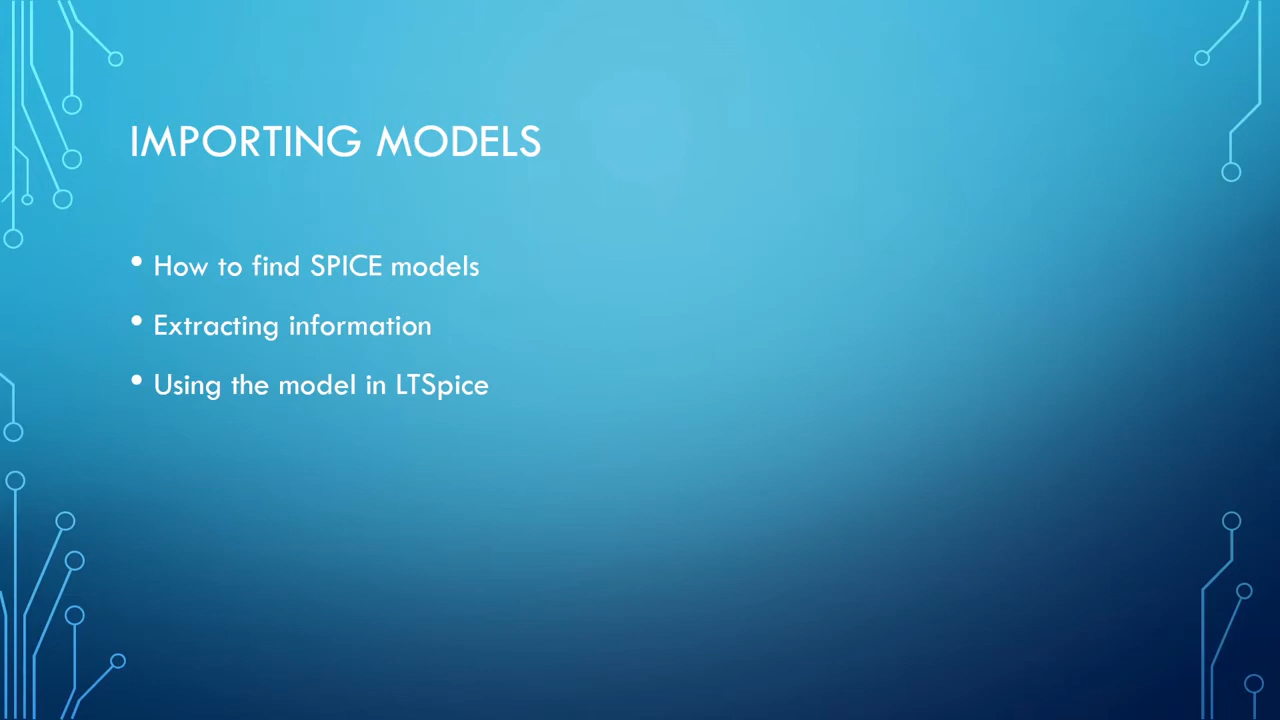 IMPORTING MODELS
• How to find SPICE models
• Extracting information
• Using the model in LTSpice